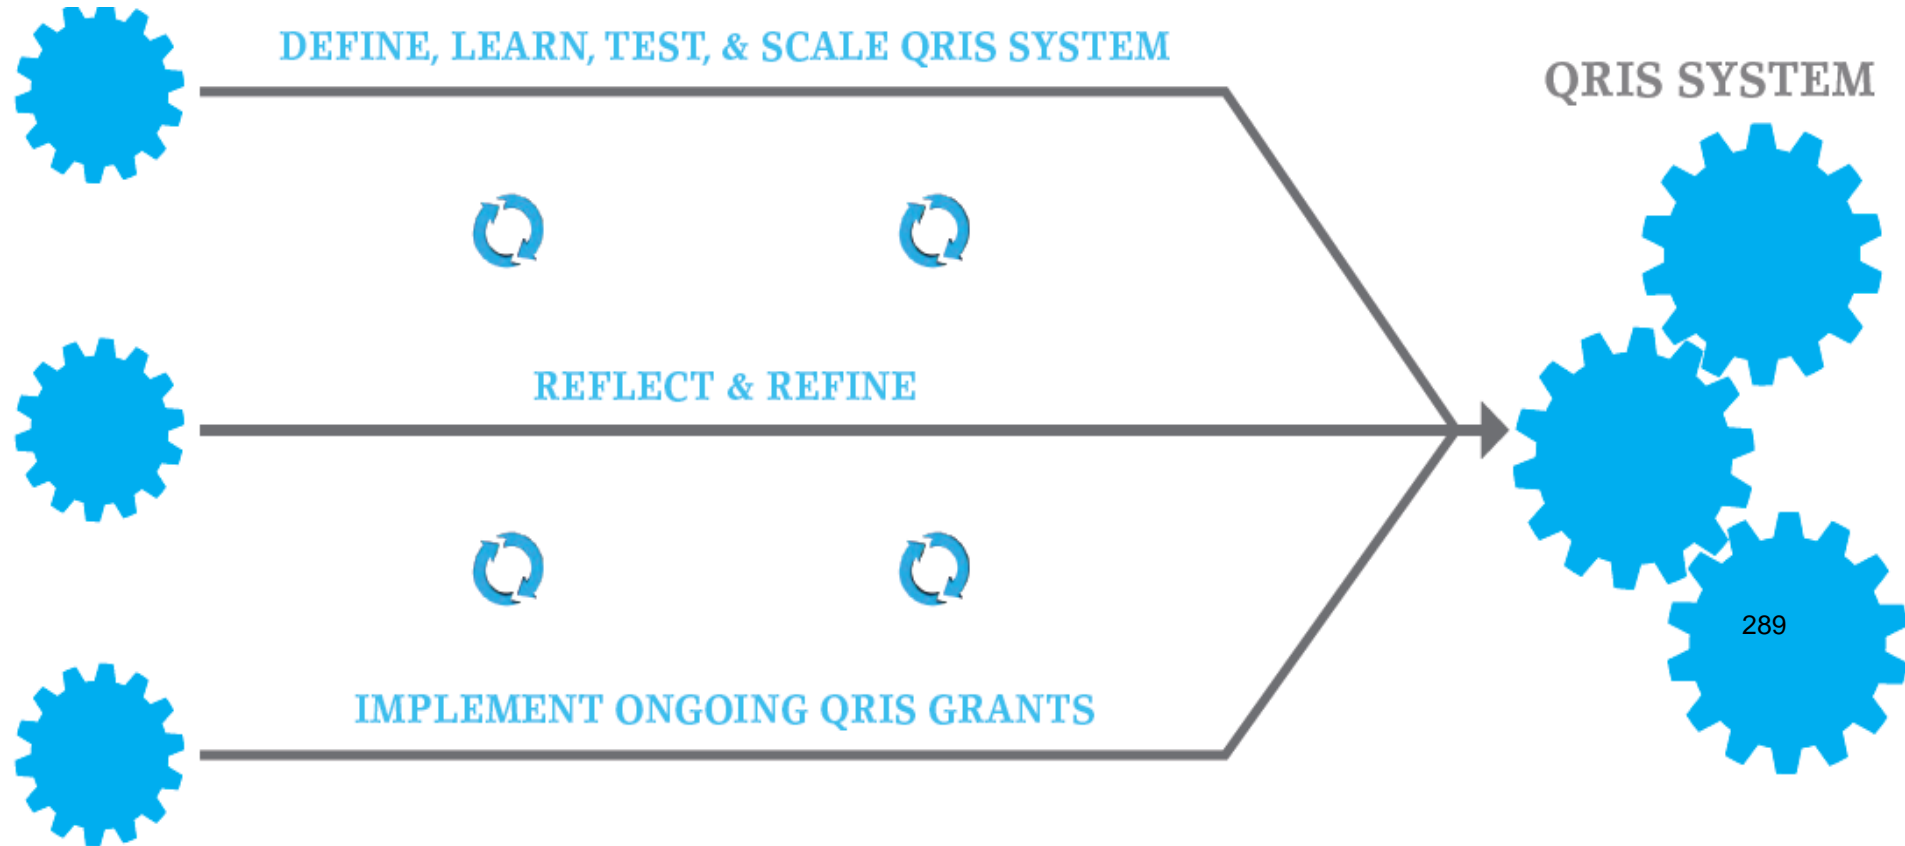 DEFINE, LEARN, TEST, & SCALE QRIS SYSTEM
QRIS SYSTEM
REFLECT & REFINE
289
IMPLEMENT ONGOING QRIS GRANTS